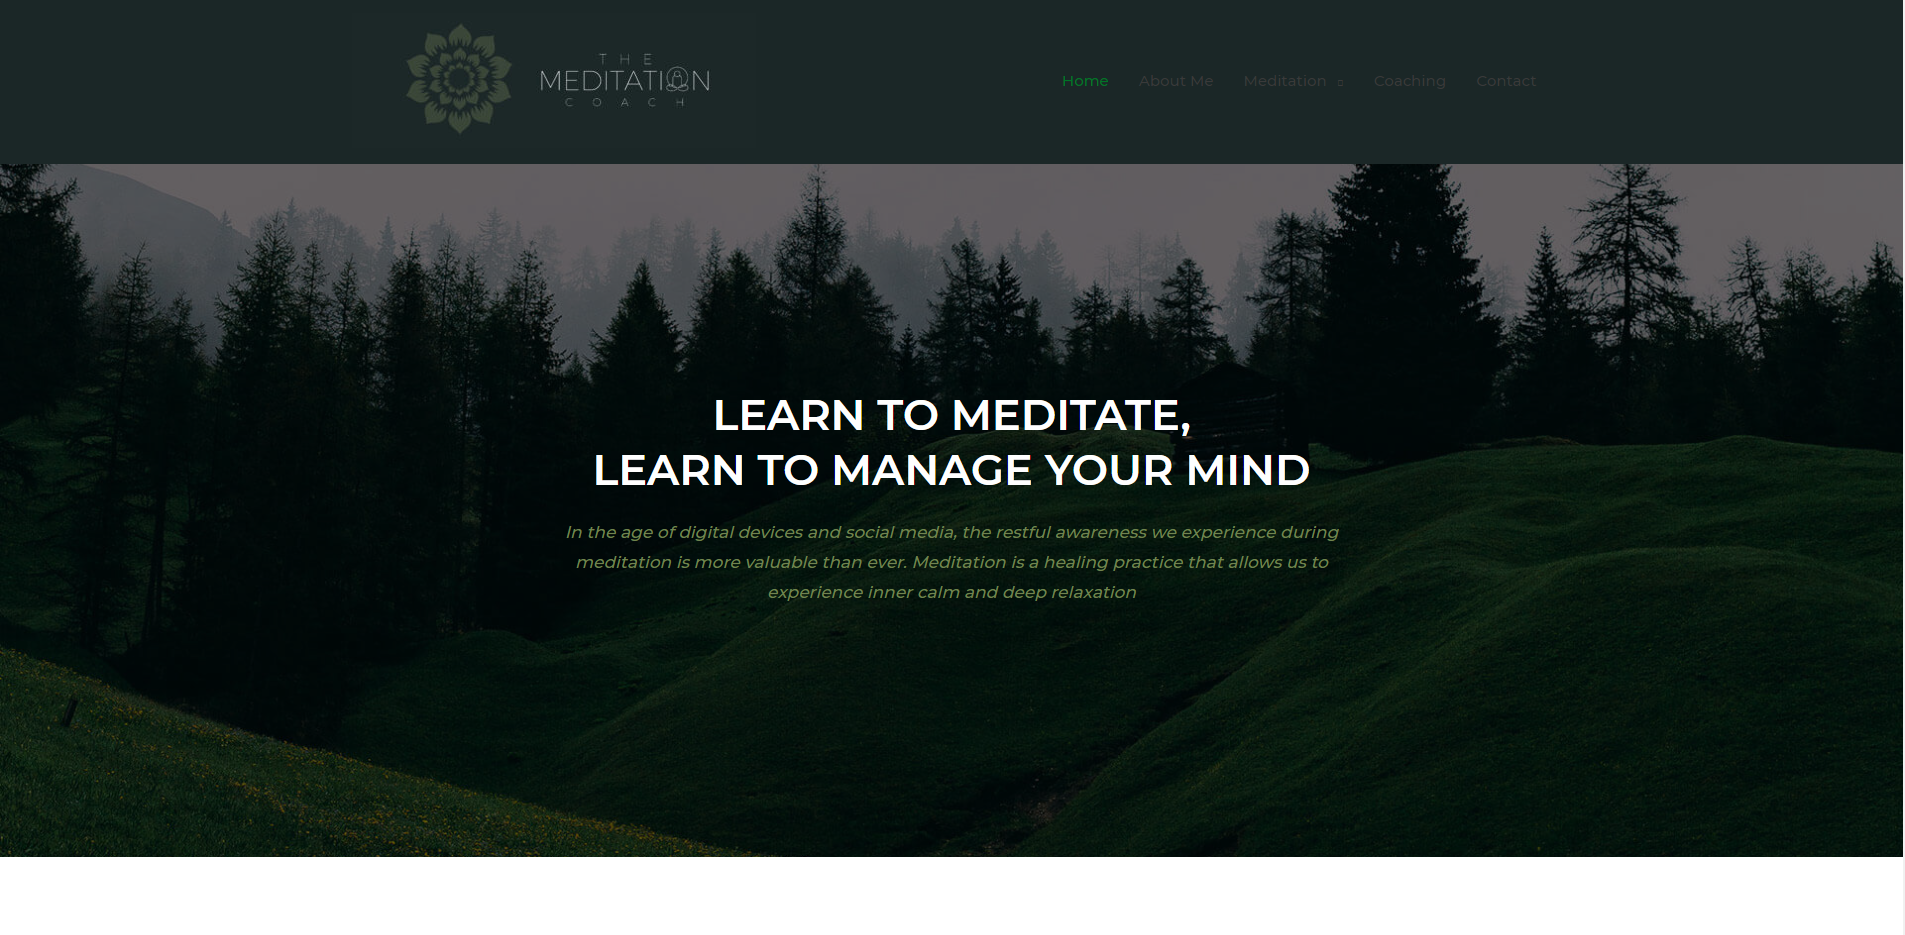 THE
MEDITATION
COACH
Home
About Me
Meditation
Coaching
Contact
LEARN TO MEDITATE,
LEARN TO MANAGE YOUR MIND
In the age of digital devices and social media, the restful awareness we experience during
meditation is more valuable than ever. Meditation is a healing practice that allows us to
experience inner calm and deep relaxation